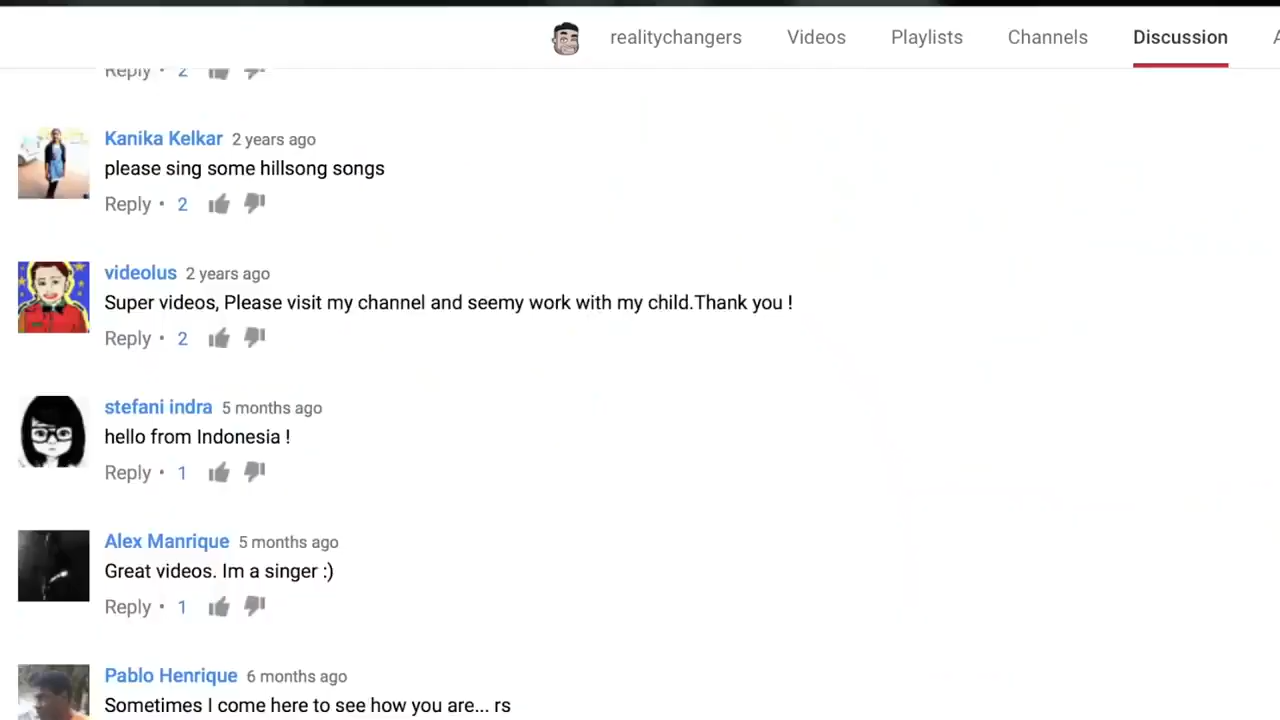 realitychangers Videos Playlists Channels Discussion
Reply • 2
Kanika Kelkar 2 years ago
please sing some hillsong songs
Reply • 2
videolus 2 years ago
Super videos, Please visit my channel and seemy work with my child.Thank you !
Reply • 2
stefani indra 5 months ago
hello from Indonesia !
Reply • 1
Alex Manrique 5 months ago
Great videos. Im a singer :)
Reply • 1
Pablo Henrique 6 months ago
Sometimes I come here to see how you are... rs